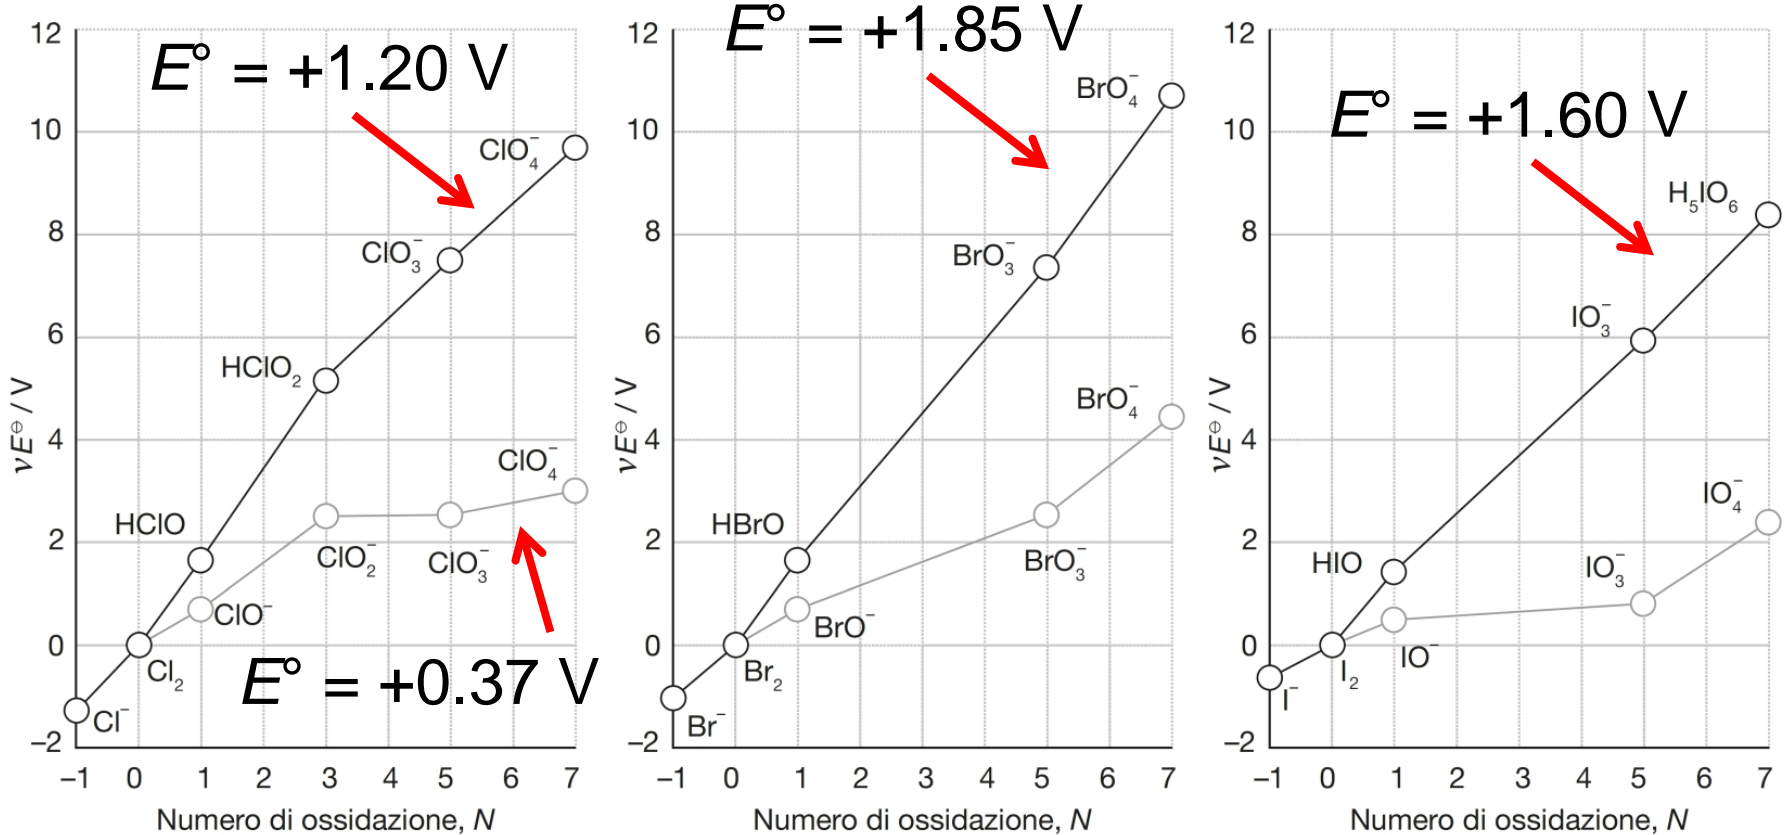 E° = +1.20 V
12
10
8
6
4
2
0
–2
νE⦵ / V
ClO₄⁻
ClO₃⁻
HClO₂
HClO
ClO₄⁻
ClO₂⁻
ClO₃⁻
ClO⁻
Cl₂
Cl⁻
E° = +0.37 V
–1 0 1 2 3 4 5 6 7
Numero di ossidazione, N
E° = +1.85 V
12
10
8
6
4
2
0
–2
νE⦵ / V
BrO₄⁻
BrO₃⁻
BrO₄⁻
HBrO
BrO₃⁻
BrO⁻
Br₂
Br⁻
–1 0 1 2 3 4 5 6 7
Numero di ossidazione, N
E° = +1.60 V
12
10
8
6
4
2
0
–2
νE⦵ / V
H₅IO₆
IO₃⁻
IO₄⁻
HIO
IO₃⁻
IO⁻
I₂
I⁻
–1 0 1 2 3 4 5 6 7
Numero di ossidazione, N